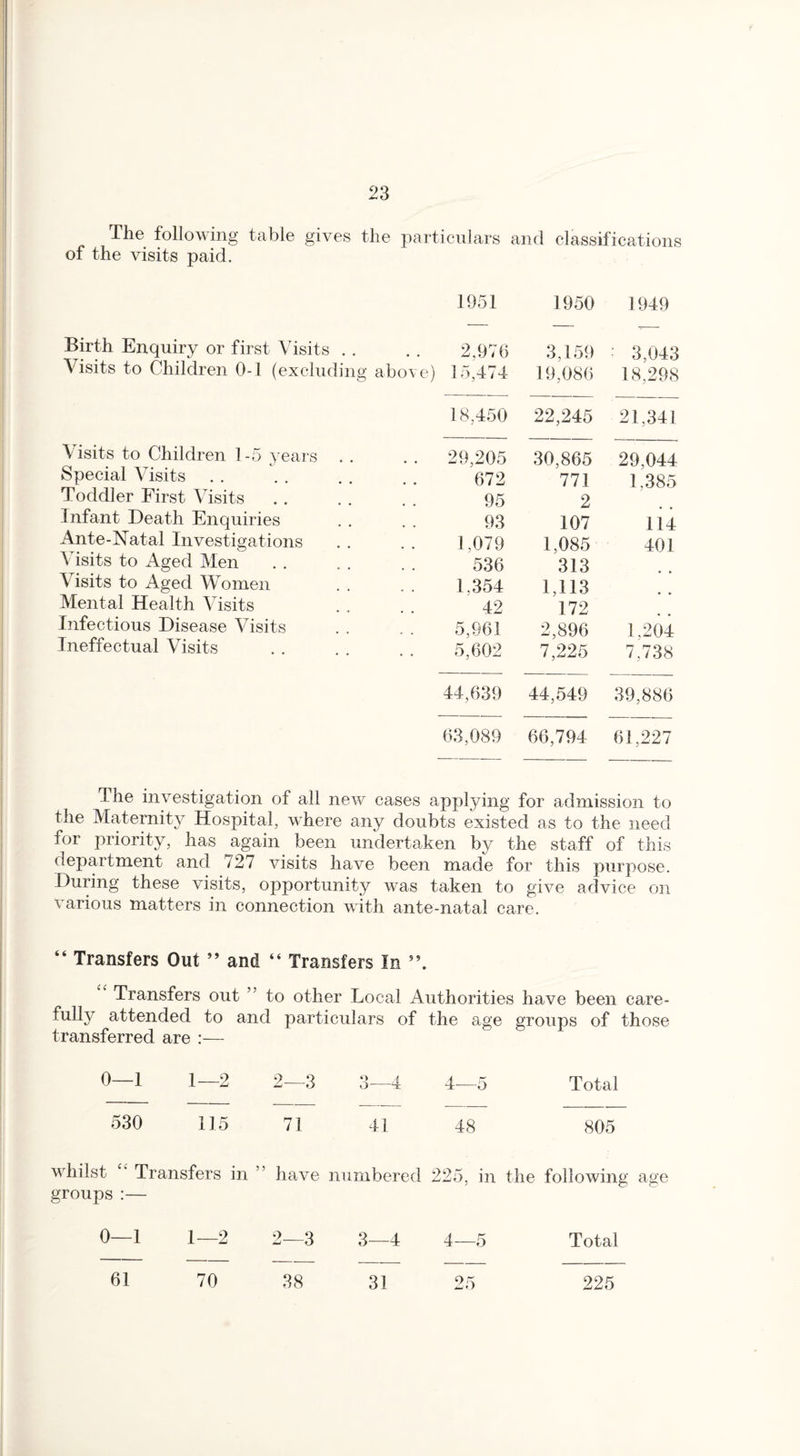 23
The following table gives the particulars and classifications
of the visits paid.
1951 1950 1949
Birth Enquiry or first Visits . . . . 2,976 3,159 3,043
Visits to Children 0-1 (excluding above) 15,474 19,086 18,298
18,450 22,245 21,341
Visits to Children 1-5 years . . . . 29,205 30,865 29,044
Special Visits . . . . . . . . 672 771 1,385
Toddler First Visits . . . . . . 95 2 . .
Infant Death Enquiries . . . . 93 107 114
Ante-Natal Investigations . . . . 1,079 1,085 401
Visits to Aged Men . . . . . . 536 313 . .
Visits to Aged Women . . . . 1,354 1,113 . .
Mental Health Visits . . . . 42 172 . .
Infectious Disease Visits . . . . 5,961 2,896 1,204
Ineffectual Visits . . . . . . 5,602 7,225 7,738
44,639 44,549 39,886
63,089 66,794 61,227
The investigation of all new cases applying for admission to
the Maternity Hospital, where any doubts existed as to the need
for priority, has again been undertaken by the staff of this
department and 727 visits have been made for this purpose.
During these visits, opportunity was taken to give advice on
various matters in connection with ante-natal care.
“ Transfers Out ” and “ Transfers In ”.
“ Transfers out ” to other Local Authorities have been care-
fully attended to and particulars of the age groups of those
transferred are :—
0—1 1—2 2—3 3—4 4—5 Total
530 115 71 41 48 805
whilst “ Transfers in ” have numbered 225, in the following age
groups :—
0—1 1—2 2—3 3—4 4—5 Total
61 70 38 31 25 225